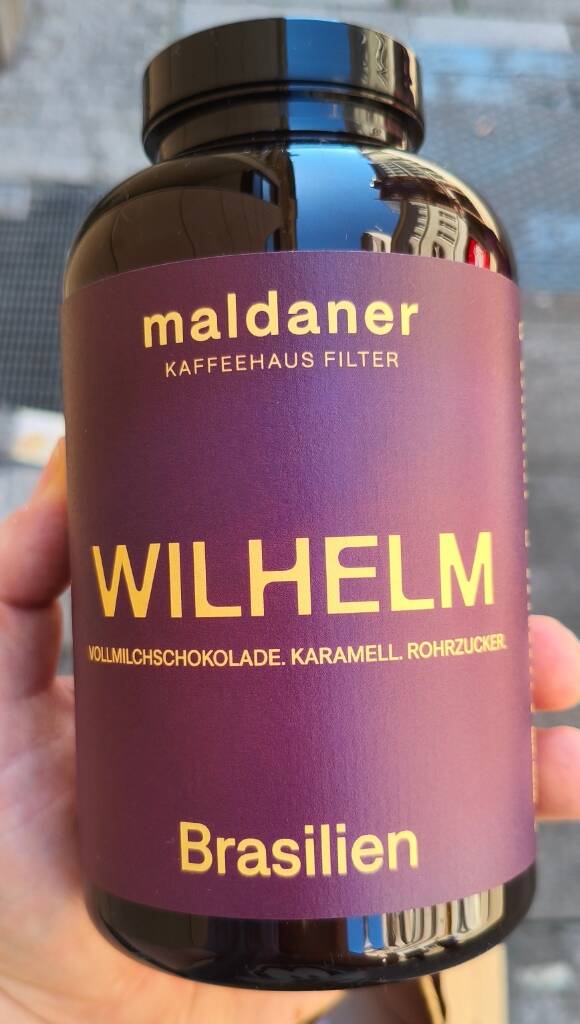 maldaner
KAFFEEHAUS FILTER
WILHELM
VOLLMILCHSCHOKOLADE. KARAMELL. ROHRZUCKER.
Brasilien